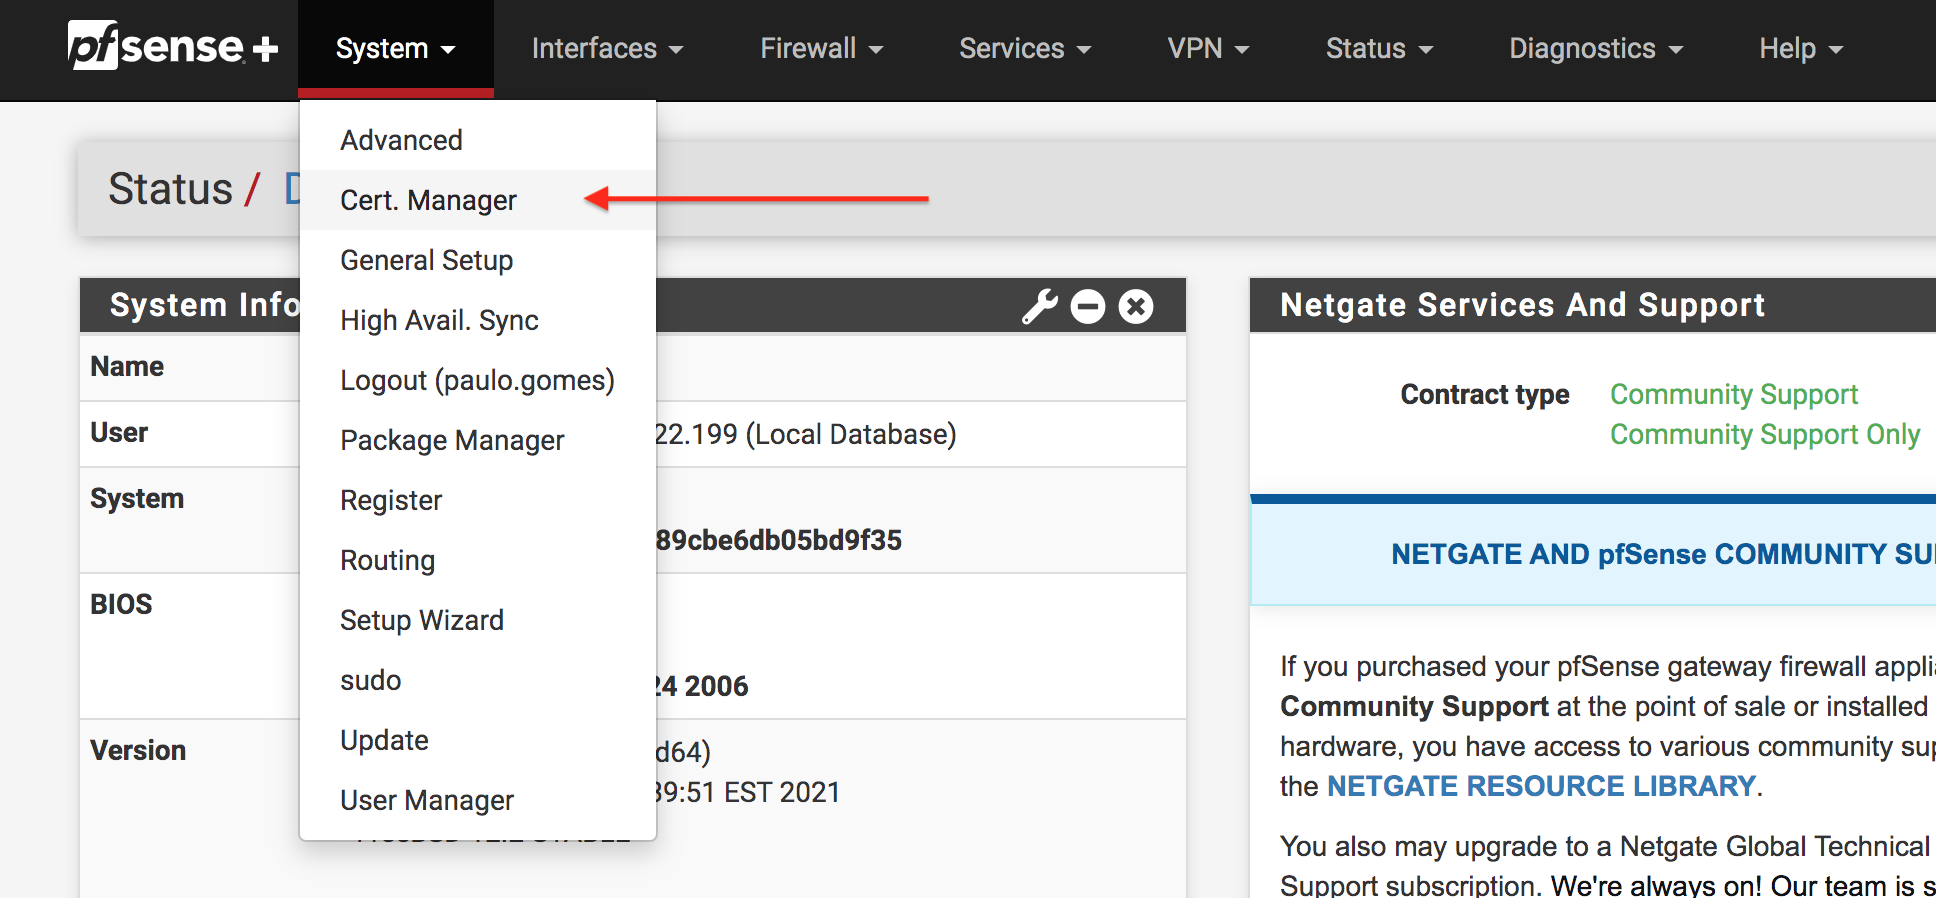 pfsense +
System
Interfaces
Firewall
Services
VPN
Status
Diagnostics
Help
Advanced
Cert. Manager
General Setup
High Avail. Sync
Logout (paulo.gomes)
Package Manager
Register
Routing
Setup Wizard
sudo
Update
User Manager
Status /
System Info
Name
User
22.199 (Local Database)
System
89cbe6db05bd9f35
BIOS
24 2006
Version
d64)
39:51 EST 2021
Netgate Services And Support
Contract type
Community Support
Community Support Only
NETGATE AND pfSense COMMUNITY
If you purchased your pfSense gateway firewall
Community Support at the point of sale or installed
hardware, you have access to various community
the NETGATE RESOURCE LIBRARY.
You also may upgrade to a Netgate Global Technical
Support subscription. We're always on! Our team is